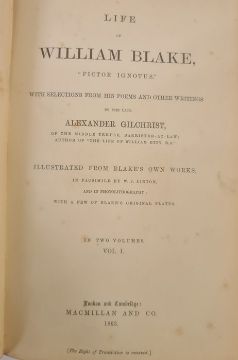 LIFE
OF
WILLIAM BLAKE,
"PICTOR IGNOTUS."
WITH SELECTIONS FROM HIS POEMS AND OTHER WRITINGS
BY THE LATE
ALEXANDER GILCHRIST,
OF THE MIDDLE TEMPLE, BARRISTER-AT-LAW;
AUTHOR OF "THE LIFE OF WILLIAM ETTY, R.A."
ILLUSTRATED FROM BLAKE'S OWN WORKS,
IN FACSIMILE BY W. J. LINTON,
AND IN PHOTOLITHOGRAPHY;
WITH A FEW OF BLAKE'S ORIGINAL PLATES.
IN TWO VOLUMES.
VOL. I.
London and Cambridge:
MACMILLAN AND CO.
1863.
[The Right of Translation is reserved.]